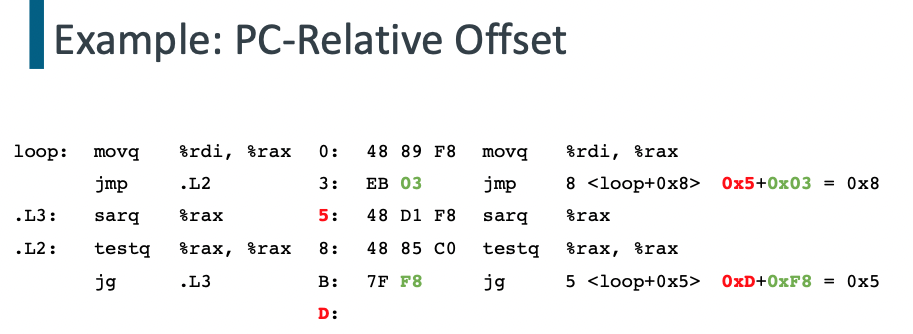 Example: PC-Relative Offset
loop: movq %rdi, %rax 0: 48 89 F8 movq %rdi, %rax
jmp .L2 3: EB 03 jmp 8 <loop+0x8> 0x5+0x03 = 0x8
.L3: sarq %rax 5: 48 D1 F8 sarq %rax
.L2: testq %rax, %rax 8: 48 85 C0 testq %rax, %rax
jg .L3 B: 7F F8 jg 5 <loop+0x5> 0xD+0xF8 = 0x5
D: